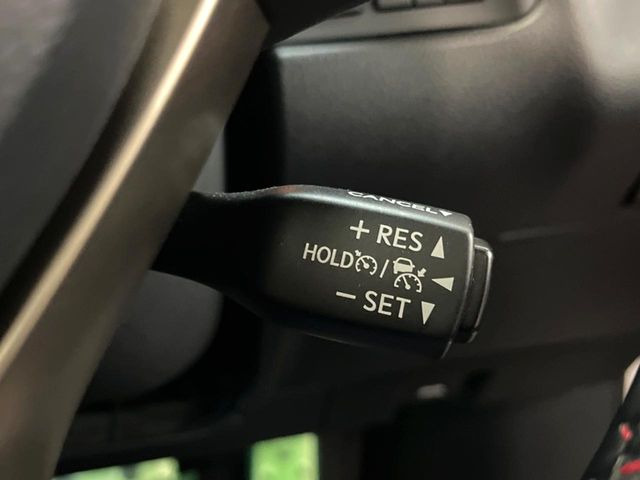 CANCEL
+ RES
HOLD /
− SET